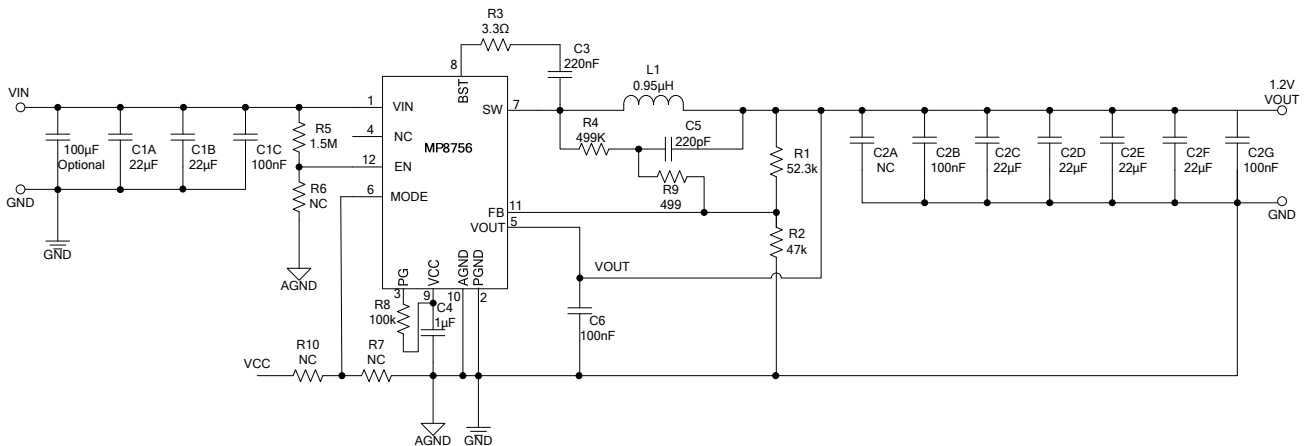 R3
3.3Ω
C3
220nF
8
BST
L1
0.95µH
VIN
1
VIN
SW
7
1.2V
VOUT
R5
1.5M
4
NC
MP8756
R4
499K
C5
220pF
100µF
Optional
C1A
22µF
C1B
22µF
C1C
100nF
12
EN
R1
52.3k
C2A
NC
C2B
100nF
C2C
22µF
C2D
22µF
C2E
22µF
C2F
22µF
C2G
100nF
R6
NC
6
MODE
R9
499
GND
FB
11
GND
VOUT
5
R2
47k
GND
AGND
PG
VCC
AGND
PGND
VOUT
3
9
10
2
R8
100k
C4
1µF
C6
100nF
VCC
R10
NC
R7
NC
AGND
GND